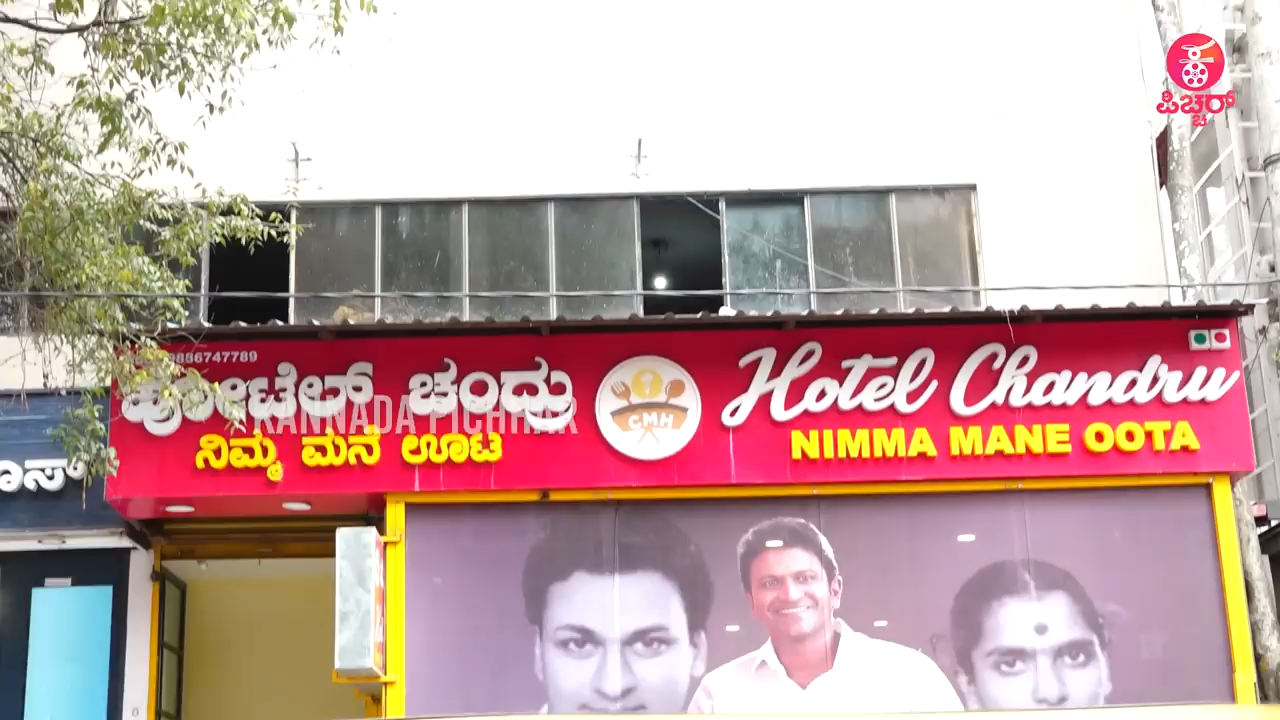 ಪಿಚ್ಚರ್
9886747789
ಹೋಟೆಲ್ ಚಂದ್ರು
ನಿಮ್ಮ ಮನೆ ಊಟ
KANNADA PICHHAR
CMH
Hotel Chandru
NIMMA MANE OOTA